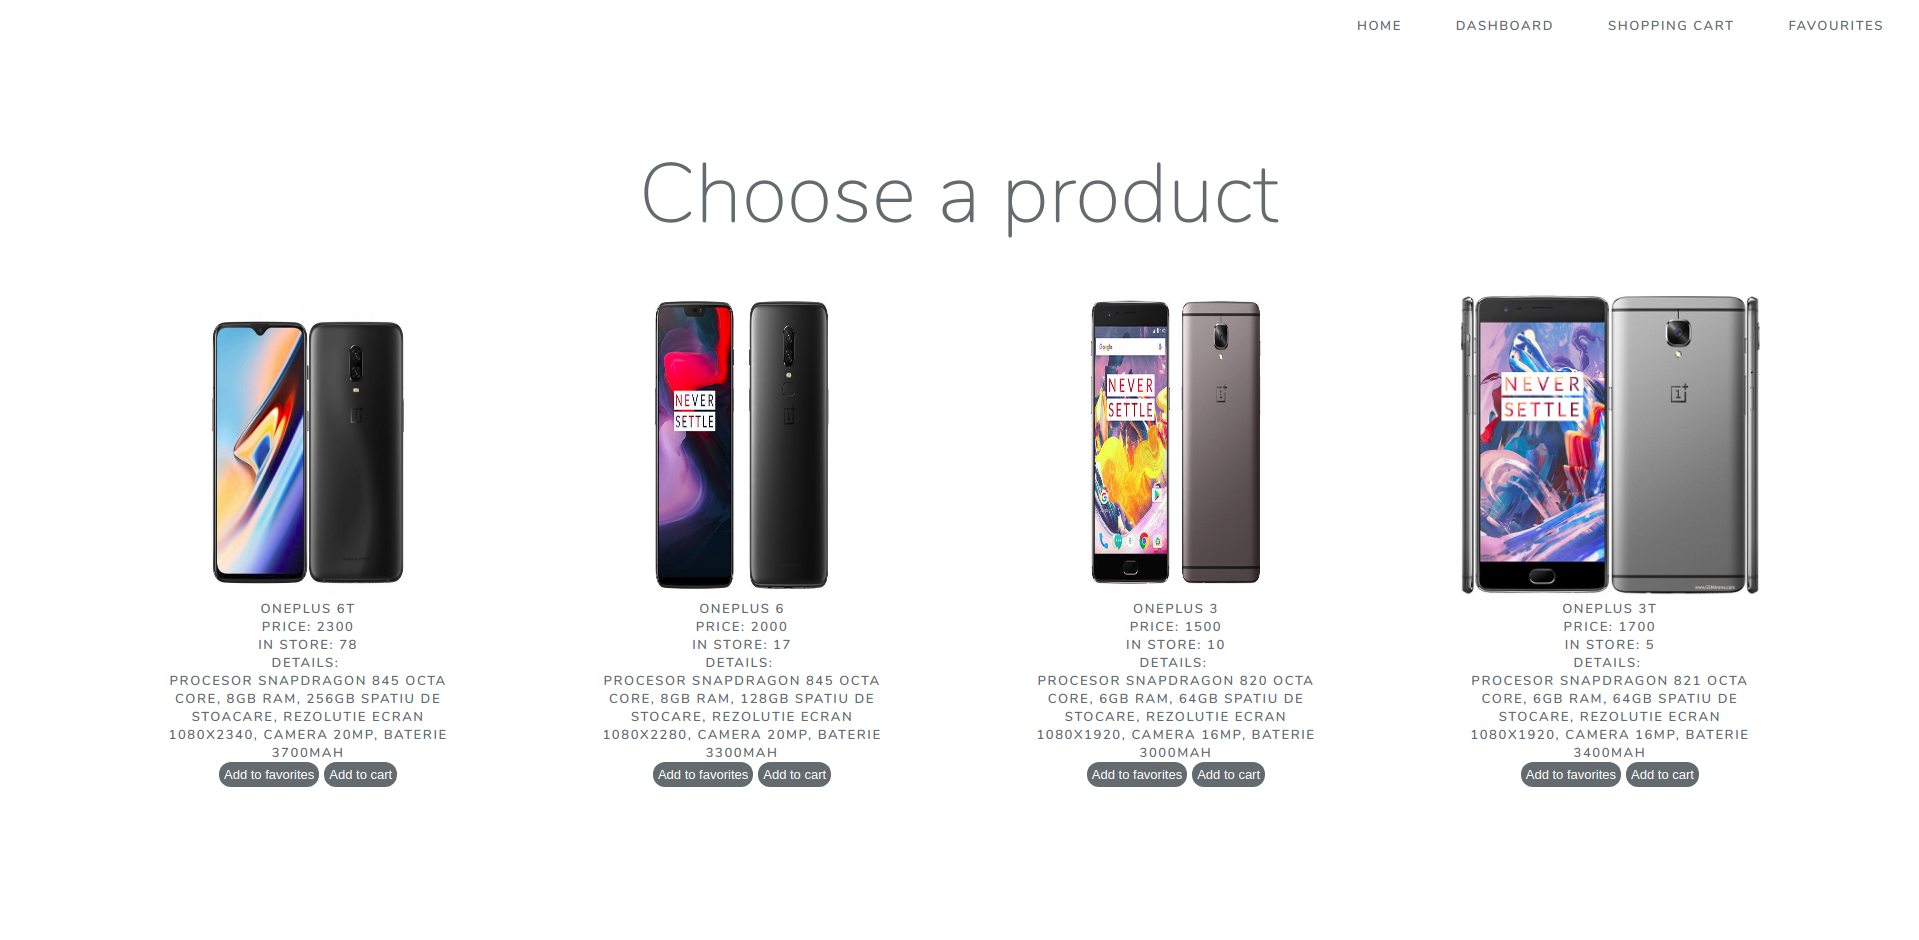 HOME DASHBOARD SHOPPING CART FAVOURITES
Choose a product
NEVER
SETTLE
Google
NEVER
SETTLE
NEVER
SETTLE
ONEPLUS 6T
PRICE: 2300
IN STORE: 78
DETAILS:
PROCESOR SNAPDRAGON 845 OCTA
CORE, 8GB RAM, 256GB SPATIU DE
STOACARE, REZOLUTIE ECRAN
1080X2340, CAMERA 20MP, BATERIE
3700MAH
Add to favorites Add to cart
ONEPLUS 6
PRICE: 2000
IN STORE: 17
DETAILS:
PROCESOR SNAPDRAGON 845 OCTA
CORE, 8GB RAM, 128GB SPATIU DE
STOCARE, REZOLUTIE ECRAN
1080X2280, CAMERA 20MP, BATERIE
3300MAH
Add to favorites Add to cart
ONEPLUS 3
PRICE: 1500
IN STORE: 10
DETAILS:
PROCESOR SNAPDRAGON 820 OCTA
CORE, 6GB RAM, 64GB SPATIU DE
STOCARE, REZOLUTIE ECRAN
1080X1920, CAMERA 16MP, BATERIE
3000MAH
Add to favorites Add to cart
ONEPLUS 3T
PRICE: 1700
IN STORE: 5
DETAILS:
PROCESOR SNAPDRAGON 821 OCTA
CORE, 6GB RAM, 64GB SPATIU DE
STOCARE, REZOLUTIE ECRAN
1080X1920, CAMERA 16MP, BATERIE
3400MAH
Add to favorites Add to cart